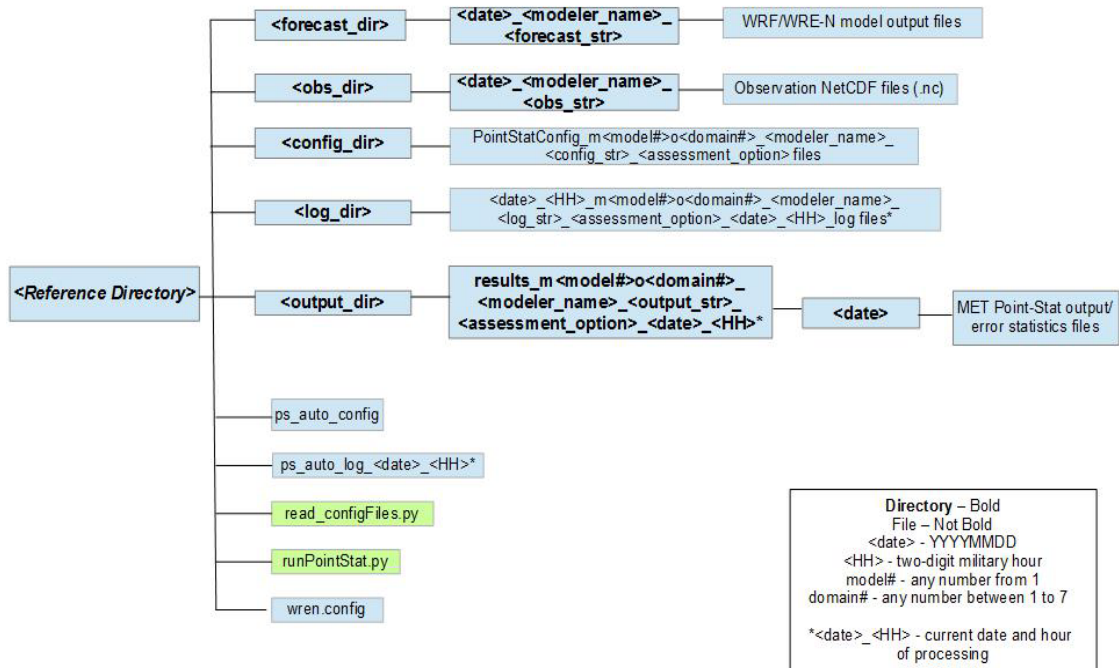 <forecast_dir>
<date>_<modeler_name>_
<forecast_str>
WRF/WRE-N model output files
<obs_dir>
<date>_<modeler_name>_
<obs_str>
Observation NetCDF files (.nc)
<config_dir>
PointStatConfig_m<model#>o<domain#>_<modeler_name>_
<config_str>_<assessment_option> files
<log_dir>
<date>_<HH>_m<model#>o<domain#>_<modeler_name>_
<log_str>_<assessment_option>_<date>_<HH>_log files*
<Reference Directory>
<output_dir>
results_m<model#>o<domain#>_
<modeler_name>_<output_str>_
<assessment_option>_<date>_<HH>*
<date>
MET Point-Stat output/
error statistics files
ps_auto_config
ps_auto_log_<date>_<HH>*
read_configFiles.py
runPointStat.py
wren.config
Directory – Bold
File – Not Bold
<date> - YYYYMMDD
<HH> - two-digit military hour
model# - any number from 1
domain# - any number between 1 to 7
*<date>_<HH> - current date and hour
of processing